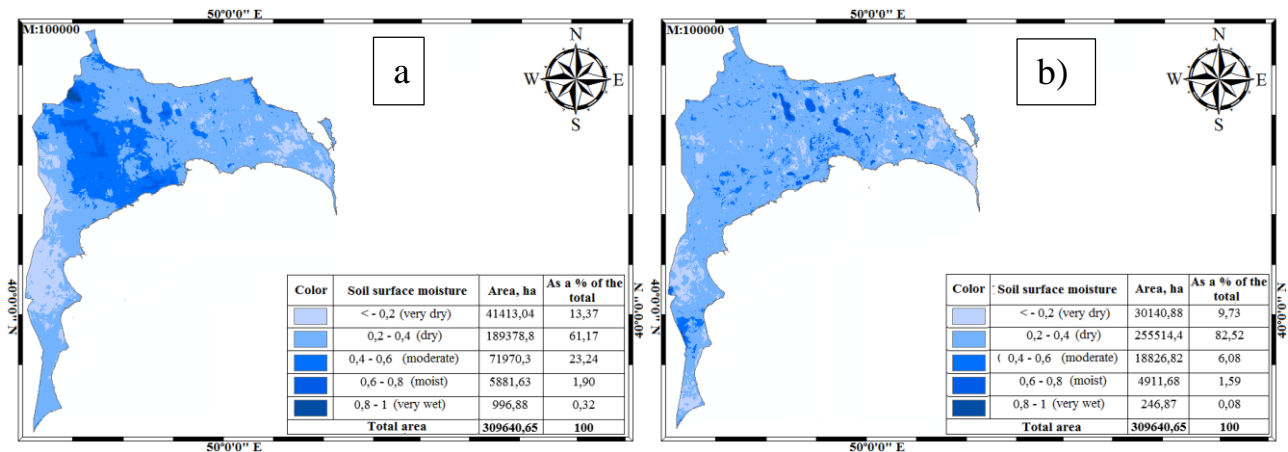 50°0'0'' E
M:100000
a
N
W E
S
40°0'0'' N
N "0'0°04
Color Soil surface moisture Area, ha As a % of the
total
< - 0,2 (very dry) 41413,04 13,37
0,2 - 0,4 (dry) 189378,8 61,17
0,4 - 0,6 (moderate) 71970,3 23,24
0,6 - 0,8 (moist) 5881,63 1,90
0,8 - 1 (very wet) 996,88 0,32
Total area 309640,65 100
50°0'0'' E
50°0'0'' E
M:100000
b)
N
W E
S
40°0'0'' N
40°0'0'' N
Color Soil surface moisture Area, ha As a % of the
total
< - 0,2 (very dry) 30140,88 9,73
0,2 - 0,4 (dry) 255514,4 82,52
( 0,4 - 0,6 (moderate) 18826,82 6,08
0,6 - 0,8 (moist) 4911,68 1,59
0,8 - 1 (very wet) 246,87 0,08
Total area 309640,65 100
50°0'0'' E